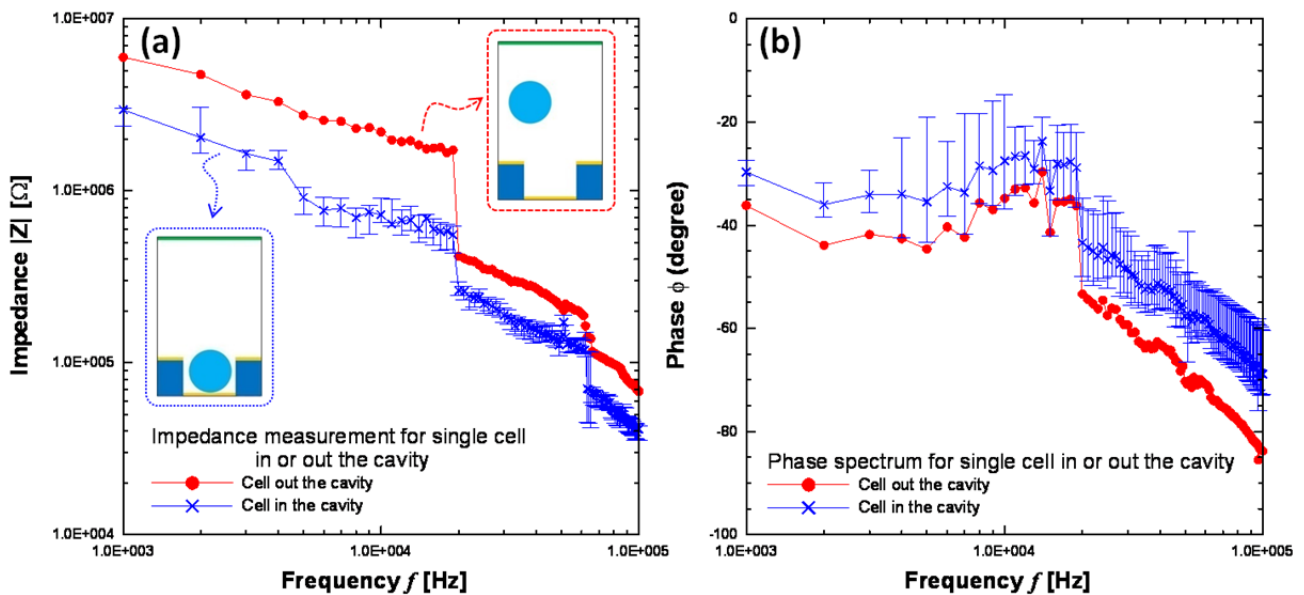 (a)
1.0E+007
1.0E+006
1.0E+005
1.0E+004
Impedance |Z| [Ω]
Impedance measurement for single cell
in or out the cavity
Cell out the cavity
Cell in the cavity
1.0E+003
1.0E+004
1.0E+005
Frequency f [Hz]
(b)
0
-20
-40
-60
-80
-100
Phase ϕ (degree)
Phase spectrum for single cell in or out the cavity
Cell out the cavity
Cell in the cavity
1.0E+003
1.0E+004
1.0E+005
Frequency f [Hz]